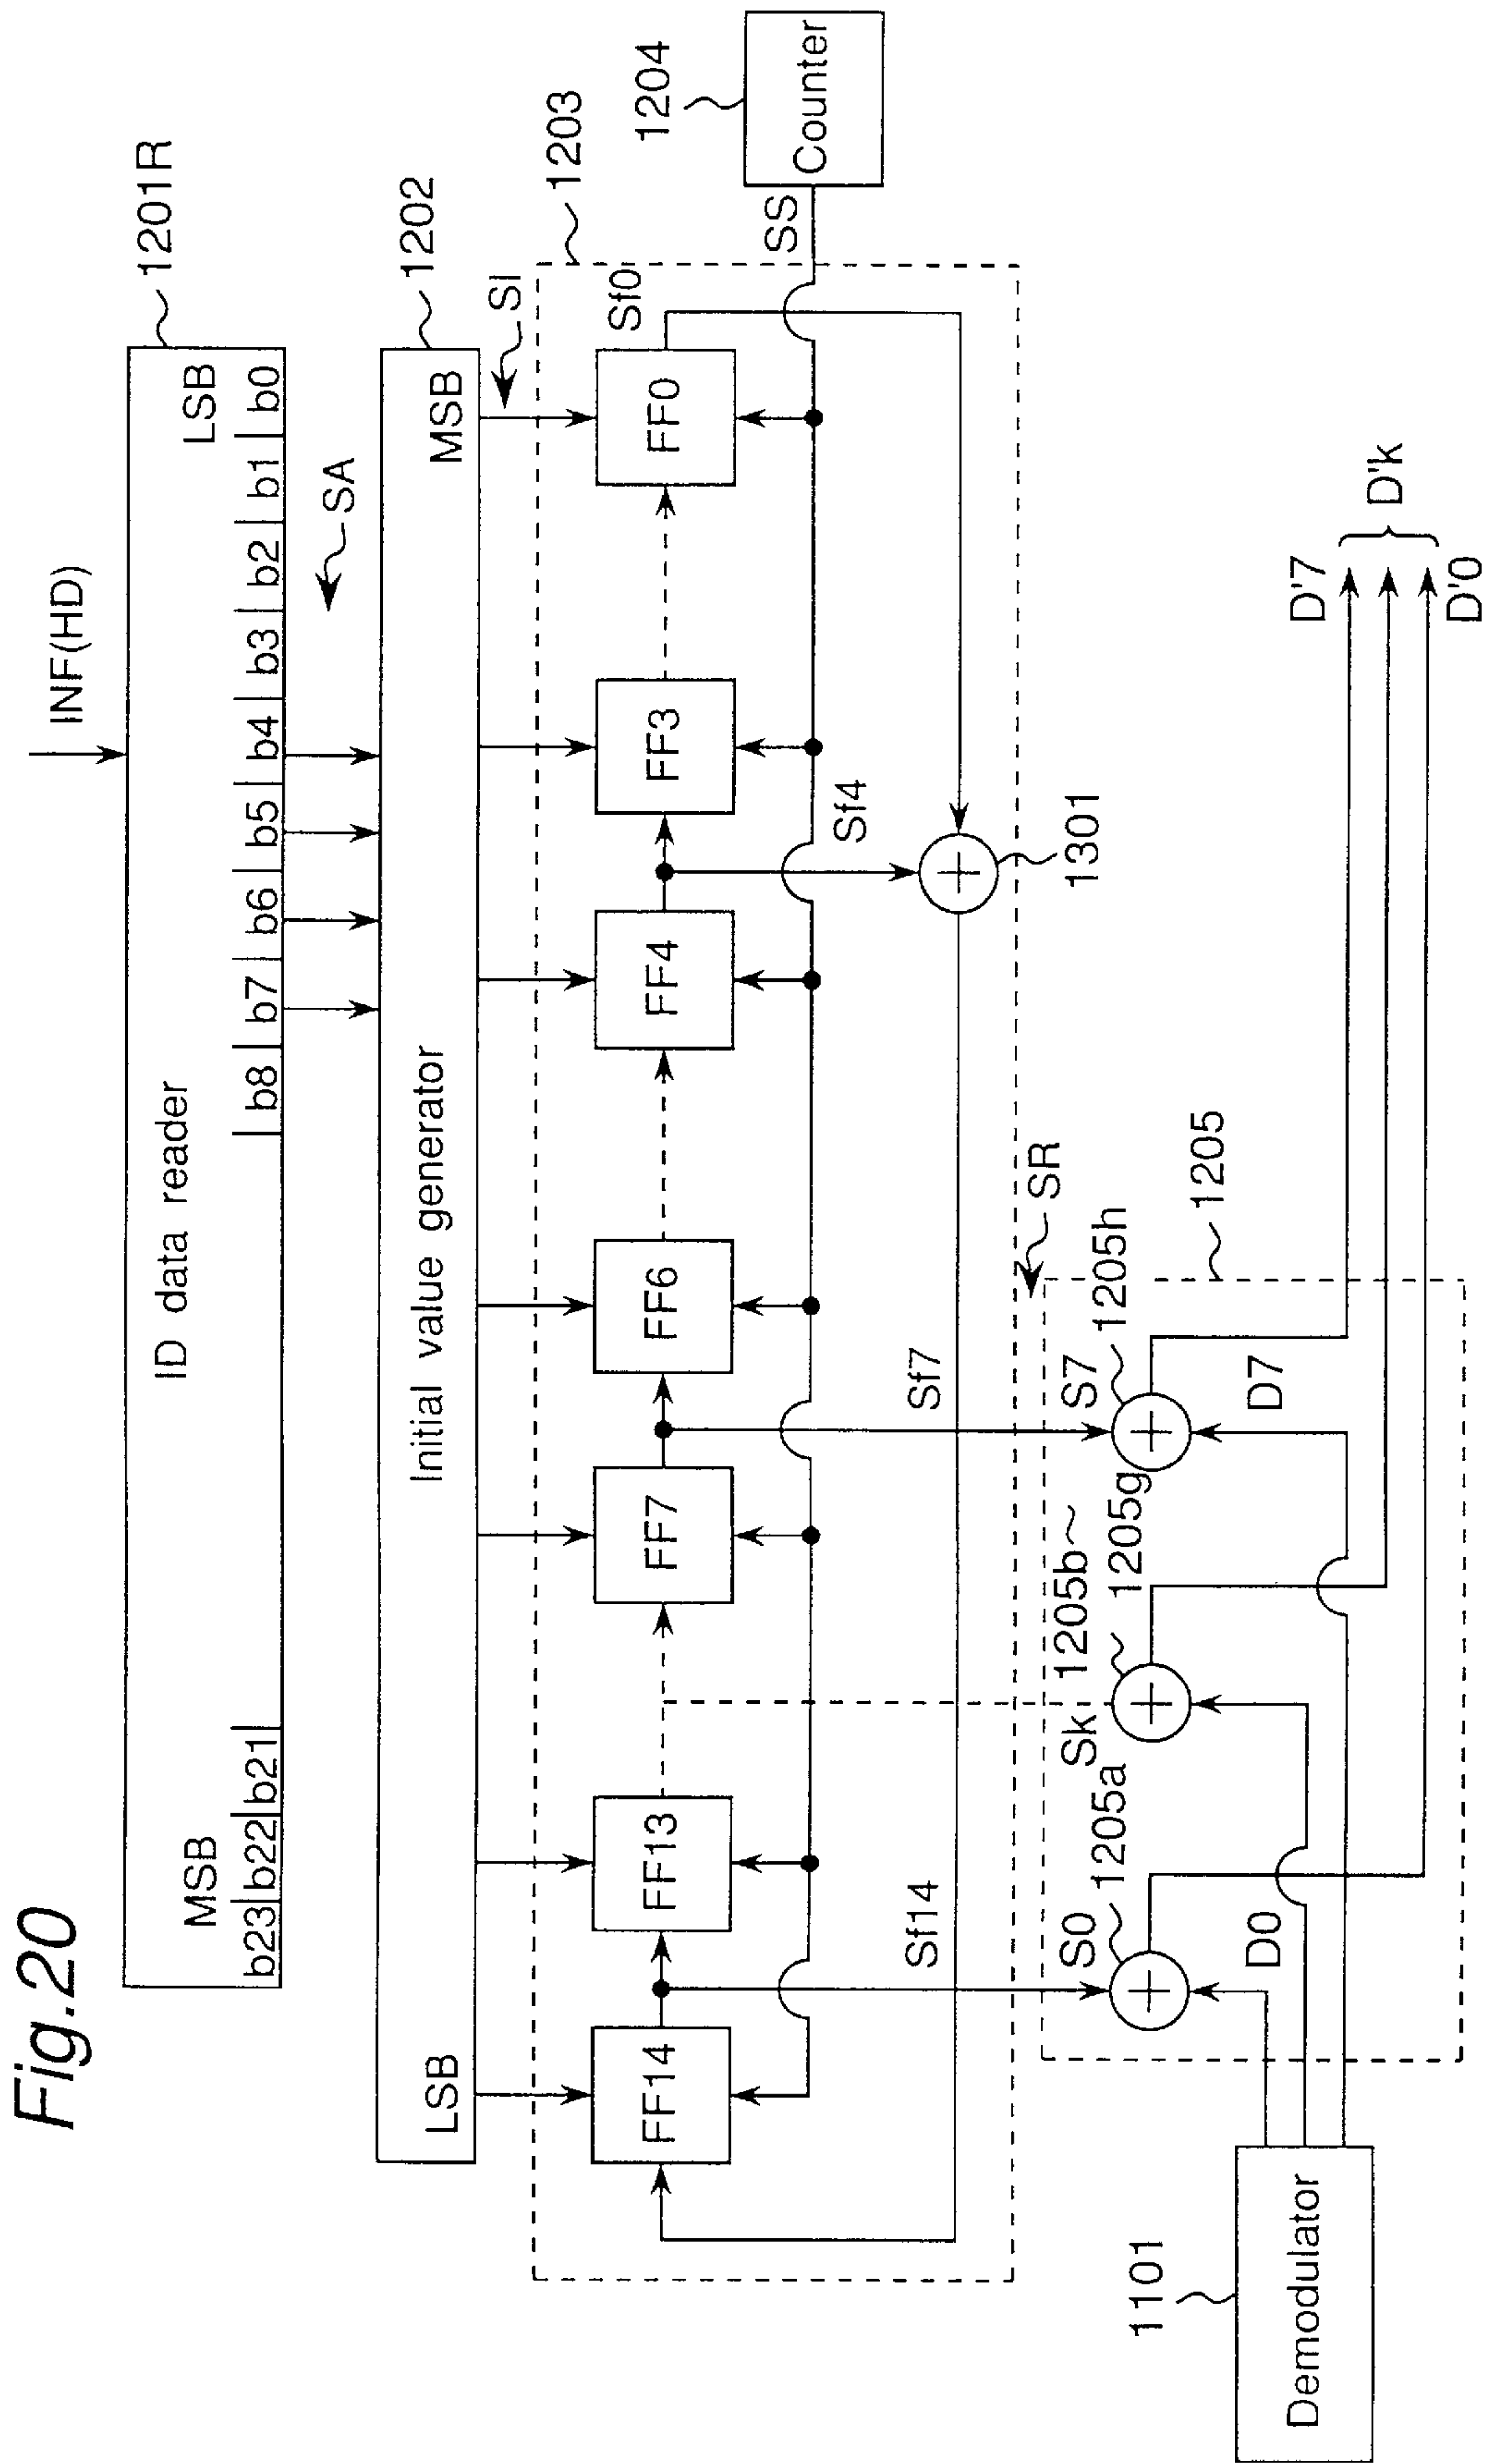 Fig.20
INF(HD)
1201R
ID data reader
MSB
LSB
b23 b22 b21 b8 b7 b6 b5 b4 b3 b2 b1 b0
SA
1202
LSB
Initial value generator
MSB
SI
1203
Sf0
FF14
FF13
FF7
FF6
FF4
FF3
FF0
1204
SS
Counter
Sf14
Sf7
Sf4
1301
SR
S0
1205a
Sk
1205b~
1205g
S7
1205h
1205
D0
D7
1101
Demodulator
D'7
D'k
D'0